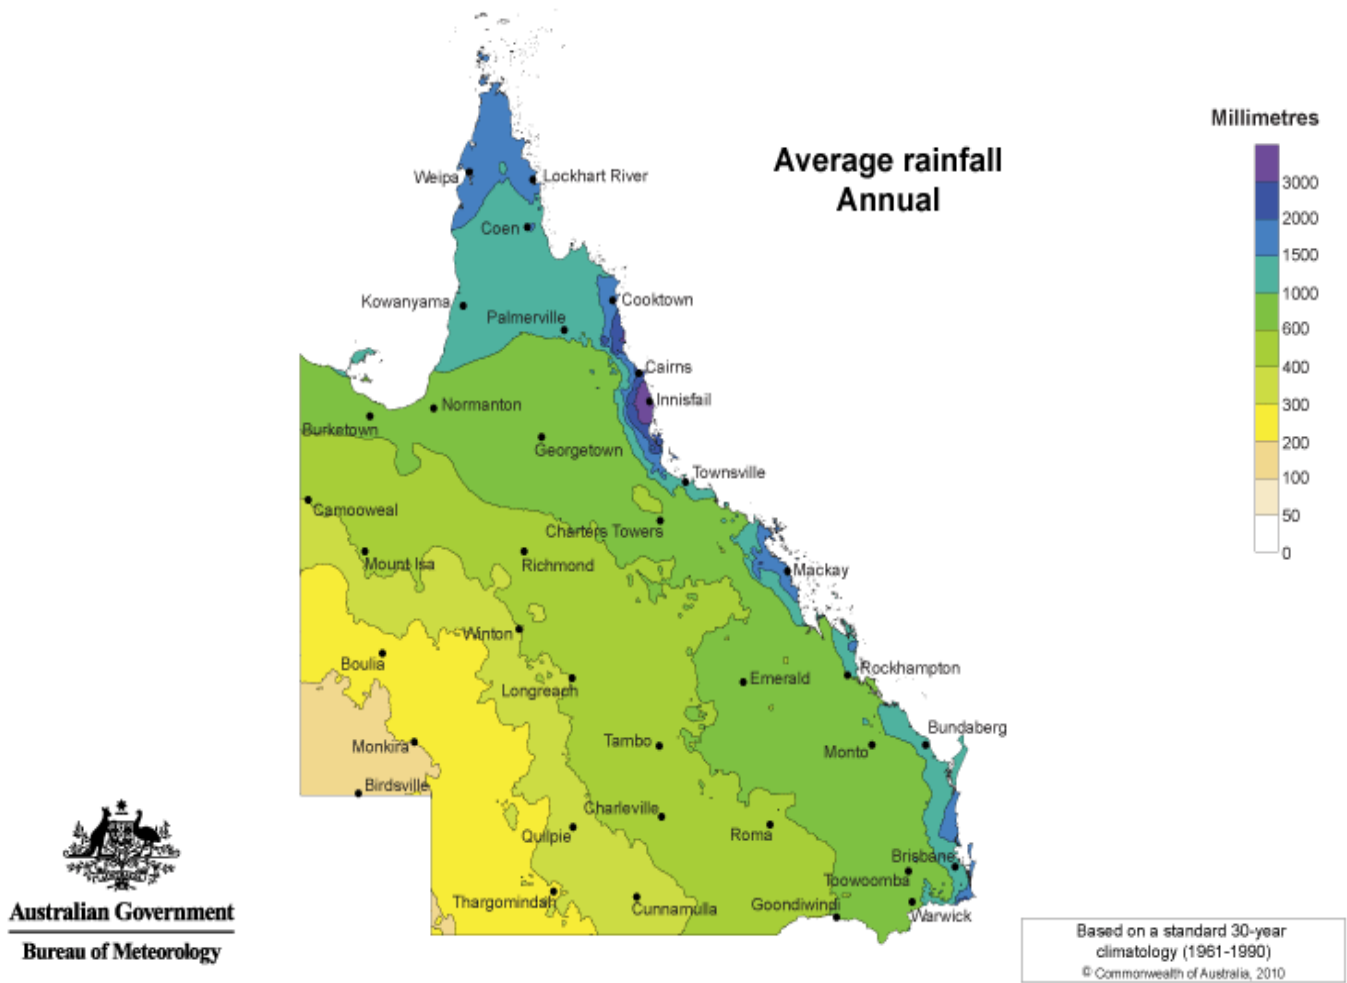 Millimetres
Average rainfall
Annual
3000
2000
1500
1000
600
400
300
200
100
50
0
Weipa
Lockhart River
Coen
Kowanyama
Cooktown
Palmerville
Cairns
Innisfail
Normanton
Burketown
Georgetown
Townsville
Camooweal
Charters Towers
Mount Isa
Richmond
Mackay
Winton
Boulia
Longreach
Emerald
Rockhampton
Monkira
Tambo
Monto
Bundaberg
Birdsville
Charleville
Quilpie
Roma
Brisbane
Toowoomba
Thargomindah
Cunnamulla
Goondiwindi
Warwick
Australian Government
Bureau of Meteorology
Based on a standard 30-year
climatology (1961-1990)
© Commonwealth of Australia, 2010